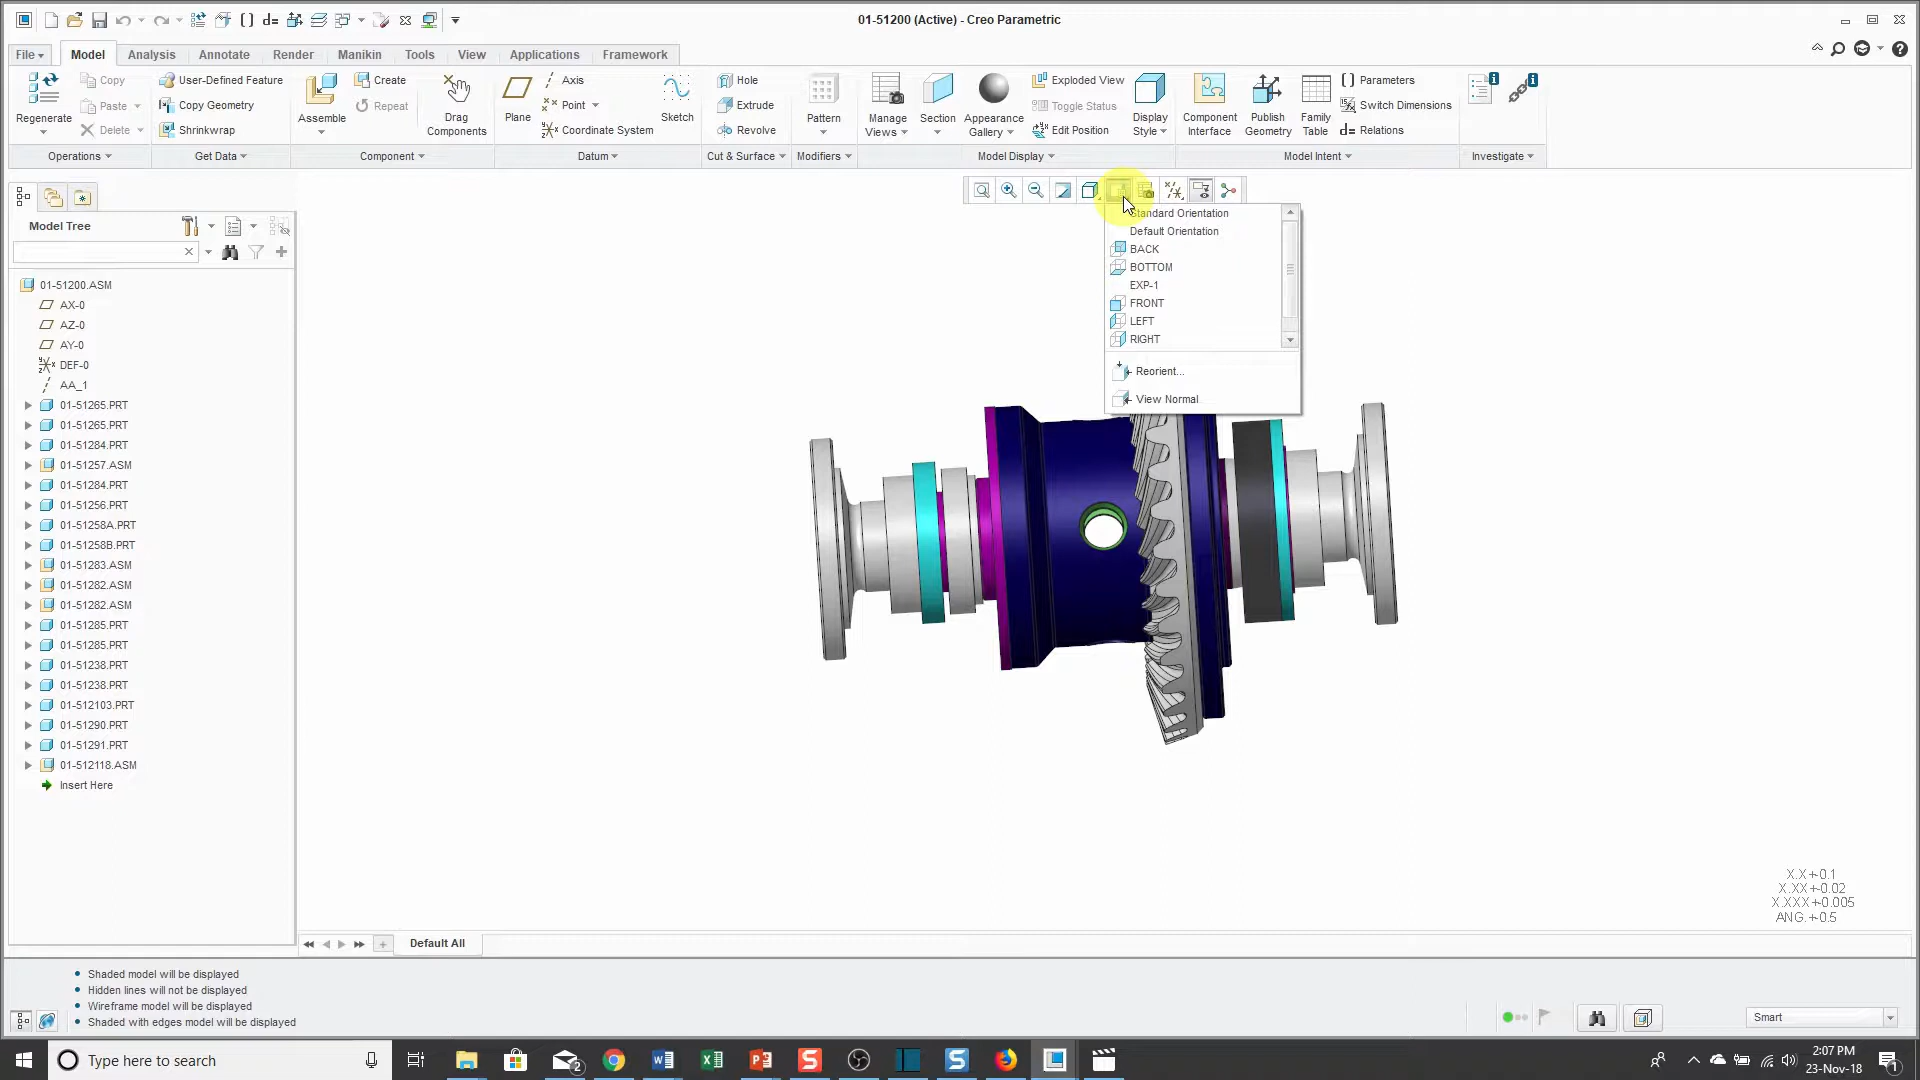 01-51200 (Active) - Creo Parametric
File Model Analysis Annotate Render Manikin Tools View Applications Framework
Regenerate
Copy
Paste
Delete
User-Defined Feature
Copy Geometry
Shrinkwrap
Assemble
Create
Repeat
Drag
Components
Plane
Axis
Point
Coordinate System
Sketch
Hole
Extrude
Revolve
Pattern
Manage
Views
Section
Appearance
Gallery
Exploded View
Toggle Status
Edit Position
Display
Style
Component
Interface
Publish
Geometry
Family
Table
Parameters
Switch Dimensions
d= Relations
Operations Get Data Component Datum Cut & Surface Modifiers Model Display Model Intent Investigate
Model Tree
01-51200.ASM
AX-0
AZ-0
AY-0
DEF-0
AA_1
01-51265.PRT
01-51265.PRT
01-51284.PRT
01-51257.ASM
01-51284.PRT
01-51256.PRT
01-51258A.PRT
01-51258B.PRT
01-51283.ASM
01-51282.ASM
01-51282.ASM
01-51285.PRT
01-51285.PRT
01-51238.PRT
01-51238.PRT
01-512103.PRT
01-51290.PRT
01-51291.PRT
01-512118.ASM
Insert Here
Standard Orientation
Default Orientation
BACK
BOTTOM
EXP-1
FRONT
LEFT
RIGHT
Reorient...
View Normal
X.X+-0.1
X.XX+-0.02
X.XXX+-0.005
ANG.+-0.5
Default All
Shaded model will be displayed
Hidden lines will not be displayed
Wireframe model will be displayed
Shaded with edges model will be displayed
Smart
Type here to search
2:07 PM
23-Nov-18